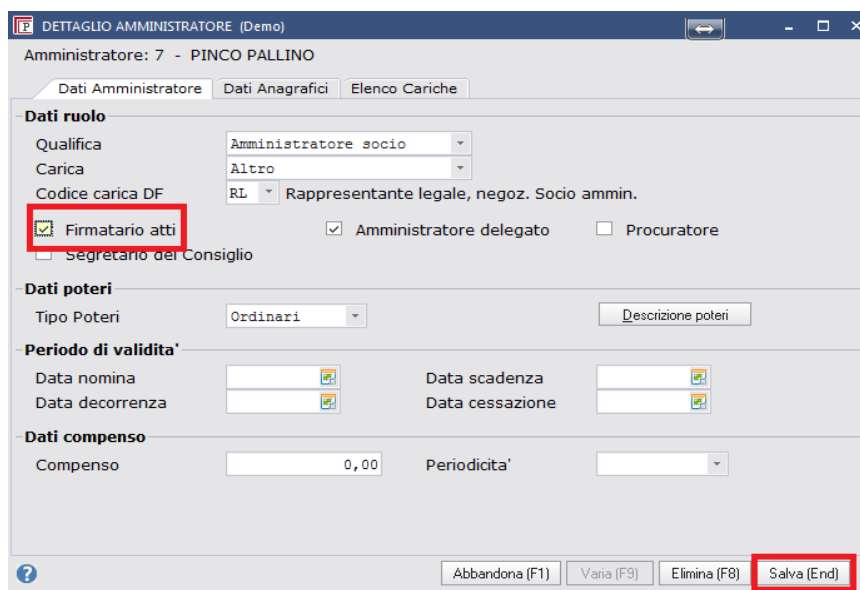 DETTAGLIO AMMINISTRATORE (Demo)
Amministratore: 7 - PINCO PALLINO
Dati Amministratore Dati Anagrafici Elenco Cariche
Dati ruolo
Qualifica Amministratore socio
Carica Altro
Codice carica DF RL Rappresentante legale, negoz. Socio ammin.
Firmatario atti Amministratore delegato Procuratore
Segretario del Consiglio
Dati poteri
Tipo Poteri Ordinari Descrizione poteri
Periodo di validita'
Data nomina Data scadenza
Data decorrenza Data cessazione
Dati compenso
Compenso 0,00 Periodicita'
Abbandona (F1) Varia (F9) Elimina (F8) Salva (End)